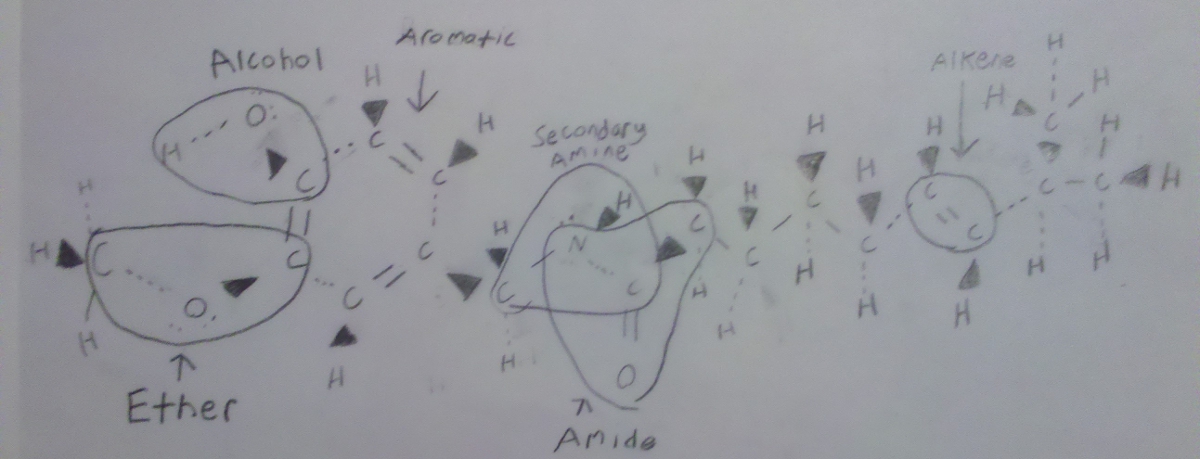 Aromatic H
Alcohol Alkene
H H
H
O H H C H
Secondary H
C
H Amine H
H C C H H C C C H
H C
H N C C
H C C C C C
H H H
O C C C H H H
H H
H H O
Ether
Amide